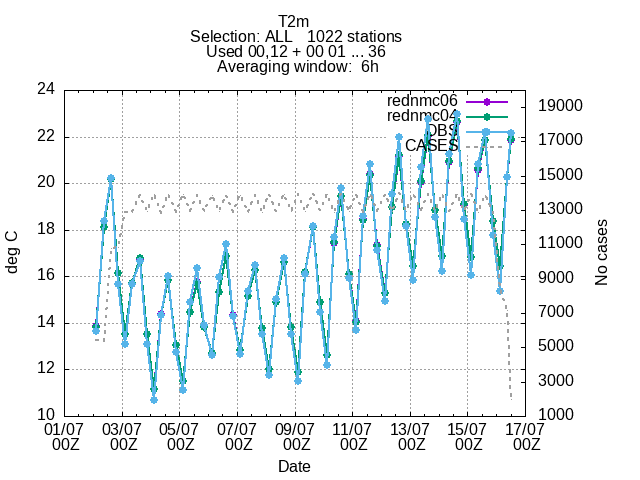 T2m
Selection: ALL 1022 stations
Used 00,12 + 00 01 ... 36
Averaging window: 6h
24
22
20
18
16
14
12
10
deg C
19000
17000
15000
13000
11000
9000
7000
5000
3000
1000
No cases
rednmc06
rednmc04
OBS
CASES
01/07 03/07 05/07 07/07 09/07 11/07 13/07 15/07 17/07
00Z 00Z 00Z 00Z 00Z 00Z 00Z 00Z 00Z
Date